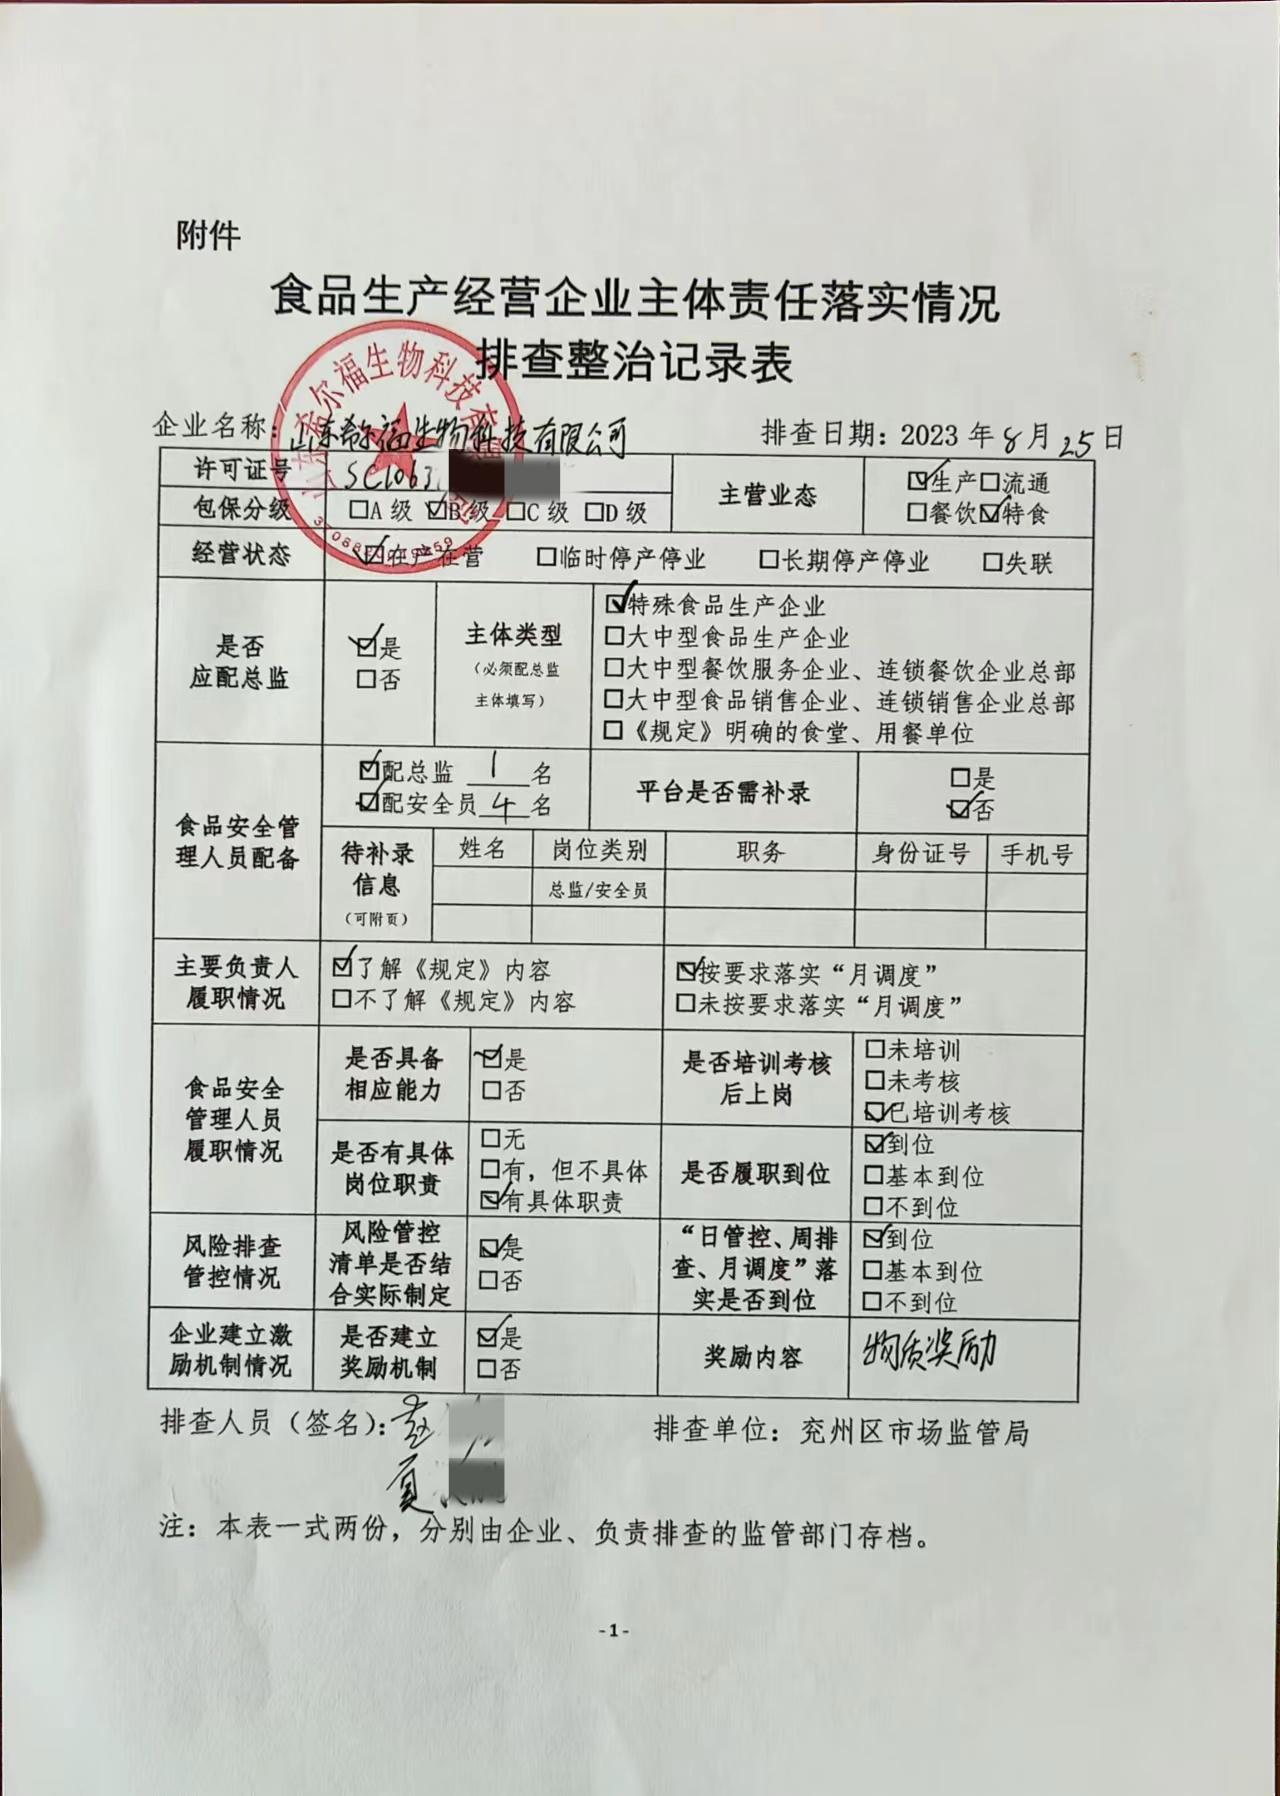 附件
食品生产经营企业主体责任落实情况
排查整治记录表
企业名称：山东希尔福生物科技有限公司 排查日期：2023 年 8 月 25 日
许可证号 SC1063 主营业态 ☑生产□流通
□餐饮☑特食
包保分级 □A 级 ☑B 级 □C 级 □D 级
经营状态 ☑在产在营 □临时停产停业 □长期停产停业 □失联
是否
应配总监
☑是
□否
主体类型
（必须配总监
主体填写）
☑特殊食品生产企业
□大中型食品生产企业
□大中型餐饮服务企业、连锁餐饮企业总部
□大中型食品销售企业、连锁销售企业总部
□《规定》明确的食堂、用餐单位
食品安全管
理人员配备
☑配总监 1 名
☑配安全员 4 名
平台是否需补录
□是
☑否
待补录
信息
（可附页）
姓名 岗位类别 职务 身份证号 手机号
总监/安全员
主要负责人
履职情况
☑了解《规定》内容
□不了解《规定》内容
☑按要求落实“月调度”
□未按要求落实“月调度”
食品安全
管理人员
履职情况
是否具备
相应能力
☑是
□否
是否培训考核
后上岗
□未培训
□未考核
☑已培训考核
是否有具体
岗位职责
□无
□有，但不具体
☑有具体职责
是否履职到位
☑到位
□基本到位
□不到位
风险排查
管控情况
风险管控
清单是否结
合实际制定
☑是
□否
“日管控、周排
查、月调度”落
实是否到位
☑到位
□基本到位
□不到位
企业建立激
励机制情况
是否建立
奖励机制
☑是
□否
奖励内容
物质奖励
排查人员（签名）： 排查单位：兖州区市场监管局
夏
注：本表一式两份，分别由企业、负责排查的监管部门存档。
-1-